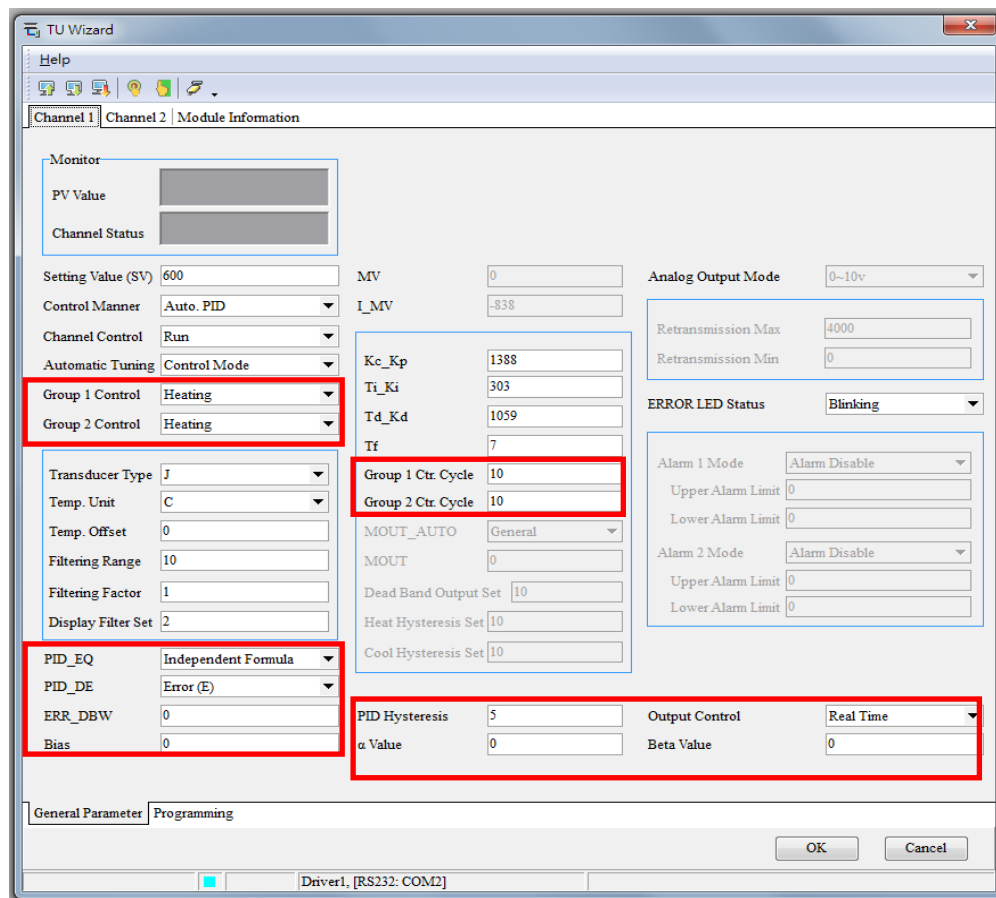 TU Wizard
Help
Channel 1 Channel 2 Module Information
Monitor
PV Value
Channel Status
Setting Value (SV) 600 MV 0 Analog Output Mode 0~10v
Control Manner Auto. PID I_MV -838
Channel Control Run Retransmission Max 4000
Automatic Tuning Control Mode Kc_Kp 1388 Retransmission Min 0
Group 1 Control Heating Ti_Ki 303
Group 2 Control Heating Td_Kd 1059 ERROR LED Status Blinking
Tf 7
Transducer Type J Group 1 Ctr. Cycle 10 Alarm 1 Mode Alarm Disable
Temp. Unit C Group 2 Ctr. Cycle 10 Upper Alarm Limit 0
Temp. Offset 0 MOUT_AUTO General Lower Alarm Limit 0
Filtering Range 10 MOUT 0 Alarm 2 Mode Alarm Disable
Filtering Factor 1 Dead Band Output Set 10 Upper Alarm Limit 0
Display Filter Set 2 Heat Hysteresis Set 10 Lower Alarm Limit 0
PID_EQ Independent Formula Cool Hysteresis Set 10
PID_DE Error (E)
ERR_DBW 0 PID Hysteresis 5 Output Control Real Time
Bias 0 α Value 0 Beta Value 0
General Parameter Programming
OK Cancel
Driver1, [RS232: COM2]